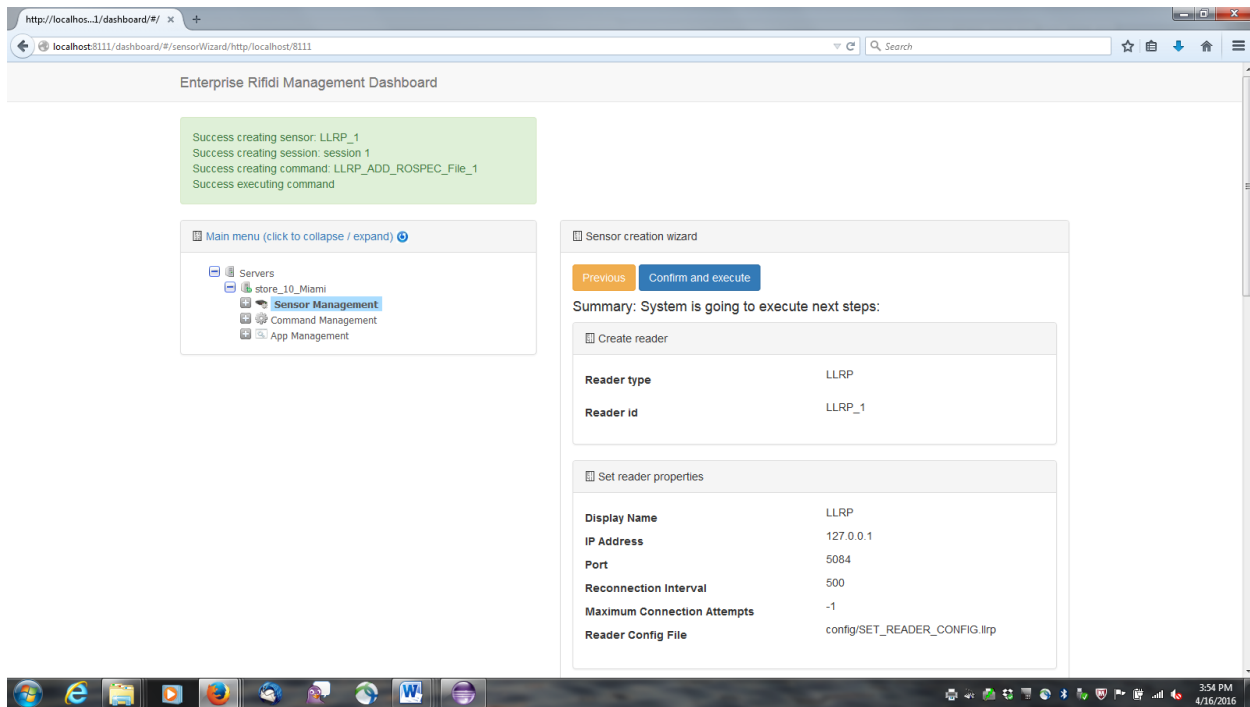 http://localhos...1/dashboard/#/ × +
localhost:8111/dashboard/#/sensorWizard/http/localhost/8111
Search
Enterprise Rifidi Management Dashboard
Success creating sensor: LLRP_1
Success creating session: session 1
Success creating command: LLRP_ADD_ROSPEC_File_1
Success executing command
Main menu (click to collapse / expand)
Servers
store_10_Miami
Sensor Management
Command Management
App Management
Sensor creation wizard
Previous Confirm and execute
Summary: System is going to execute next steps:
Create reader
Reader type LLRP
Reader id LLRP_1
Set reader properties
Display Name LLRP
IP Address 127.0.0.1
Port 5084
Reconnection Interval 500
Maximum Connection Attempts -1
Reader Config File config/SET_READER_CONFIG.llrp
3:54 PM
4/16/2016